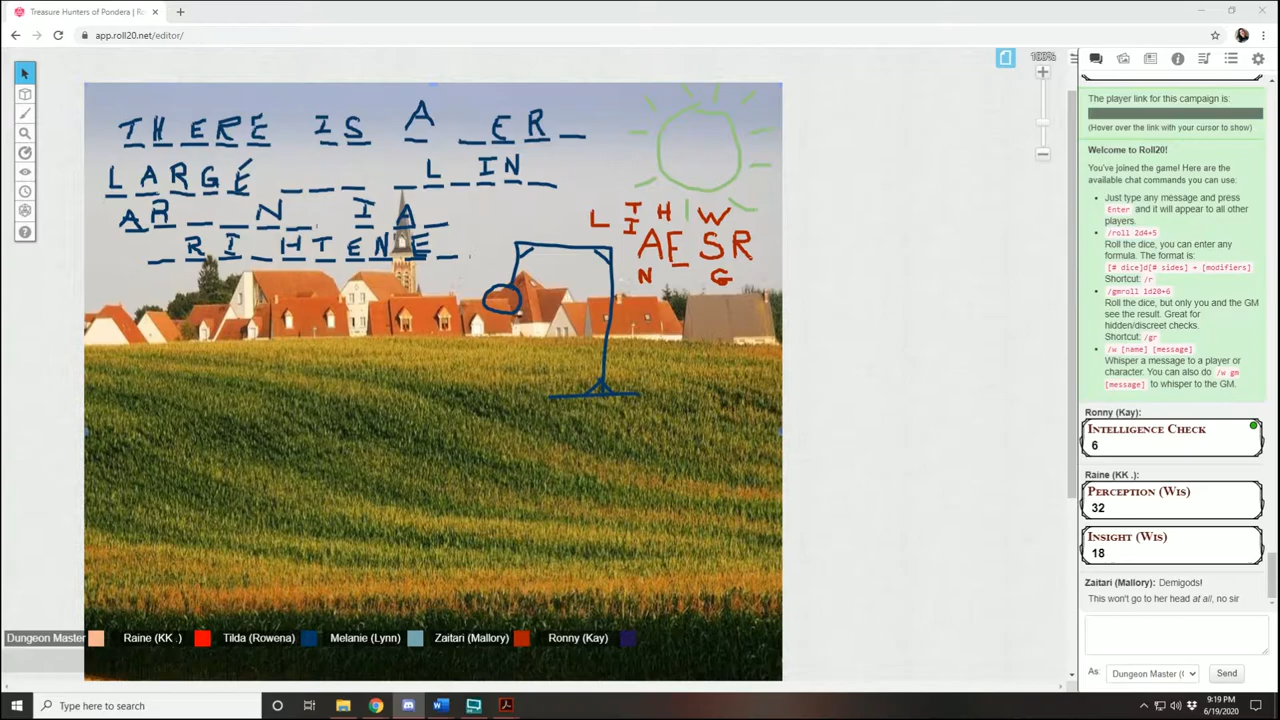 Treasure Hunters of Pondera | Ro
app.roll20.net/editor/
100%
THERE IS A _ER_
LARGE ___ __L_IN_
AR__N_ I_A_
_RI_HTENE_
L T H W
I
A E S R
N G
The player link for this campaign is:
(Hover over the link with your cursor to show)
Welcome to Roll20!
You've joined the game! Here are the
available chat commands you can use:
Just type any message and press
Enter and it will appear to all other
players.
/roll 2d4+5
Roll the dice, you can enter any
formula. The format is:
[# dice]d[# sides] + [modifiers]
Shortcut: /r
/gmroll 1d20+6
Roll the dice, but only you and the GM
see the result. Great for
hidden/discreet checks.
Shortcut: /gr
/w [name] [message]
Whisper a message to a player or
character. You can also do /w gm
[message] to whisper to the GM.
Ronny (Kay):
INTELLIGENCE CHECK
6
Raine (KK .):
PERCEPTION (WIS)
32
INSIGHT (WIS)
18
Zaitari (Mallory): Demigods!
This won't go to her head at all, no sir
Dungeon Master Raine (KK .) Tilda (Rowena) Melanie (Lynn) Zaitari (Mallory) Ronny (Kay)
As: Dungeon Master (( Send
Type here to search
9:19 PM
6/19/2020